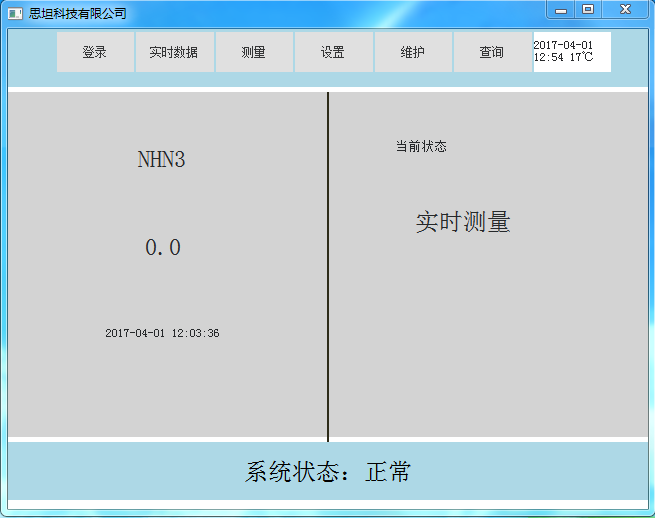 思坦科技有限公司
登录 实时数据 测量 设置 维护 查询 2017-04-01
12:54 17℃
NHN3
当前状态
0.0
实时测量
2017-04-01 12:03:36
系统状态: 正常